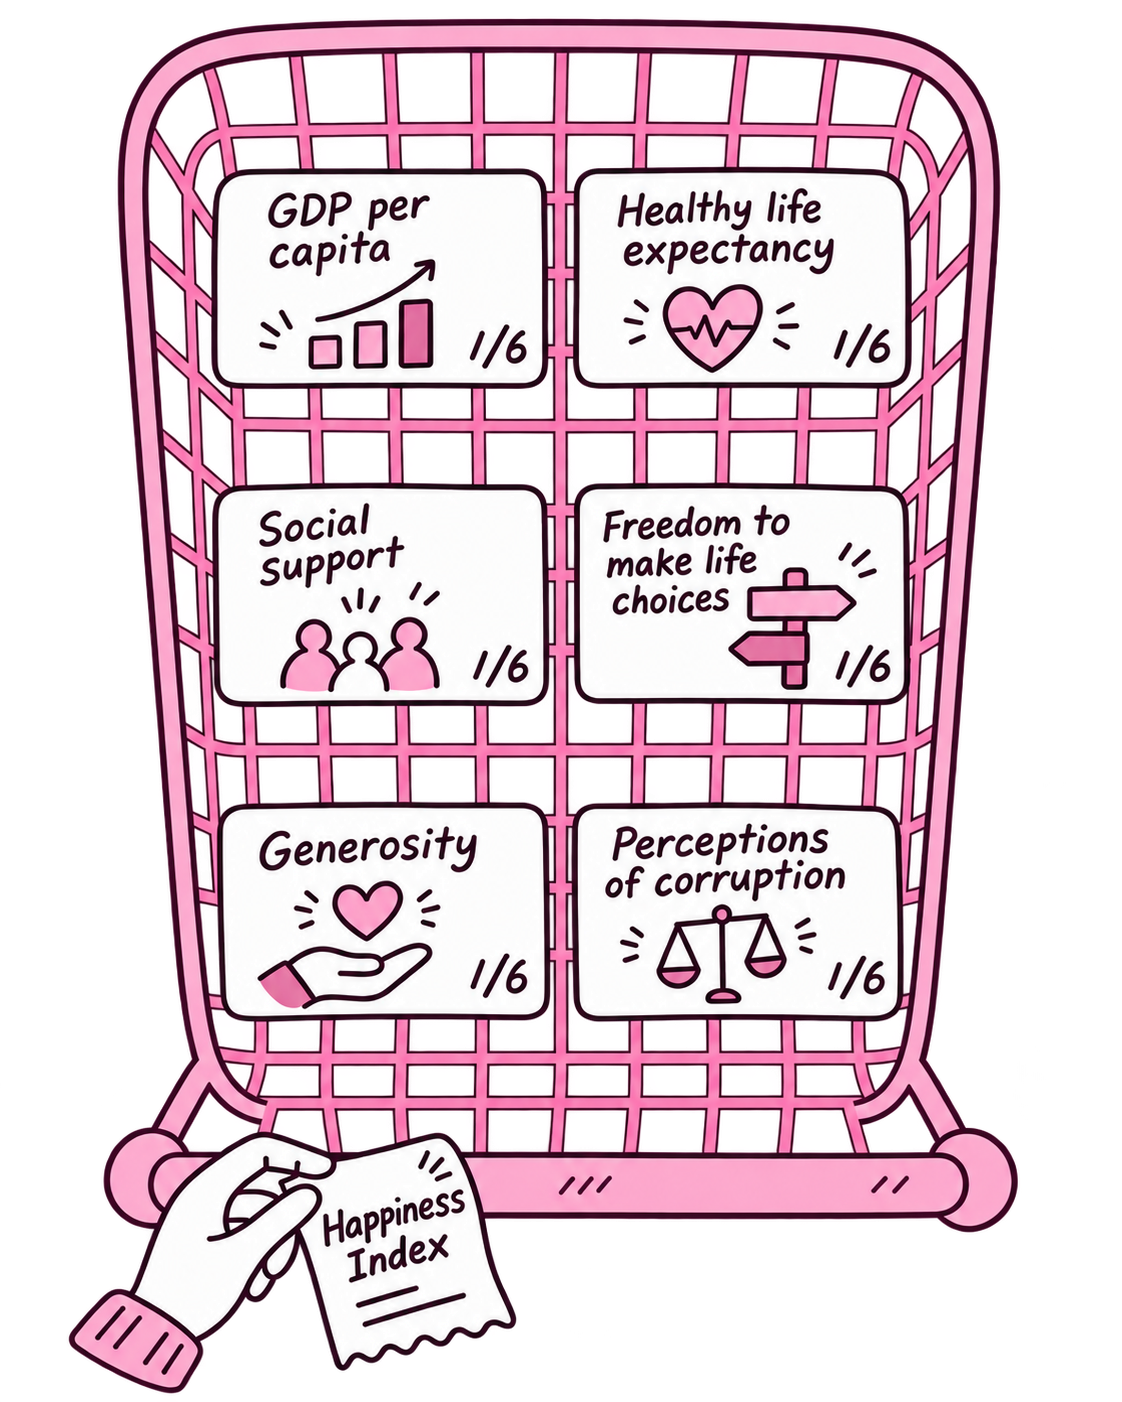 GDP per
capita
1/6
Healthy life
expectancy
1/6
Social
support
1/6
Freedom to
make life
choices
1/6
Generosity
1/6
Perceptions
of corruption
1/6
Happiness
Index